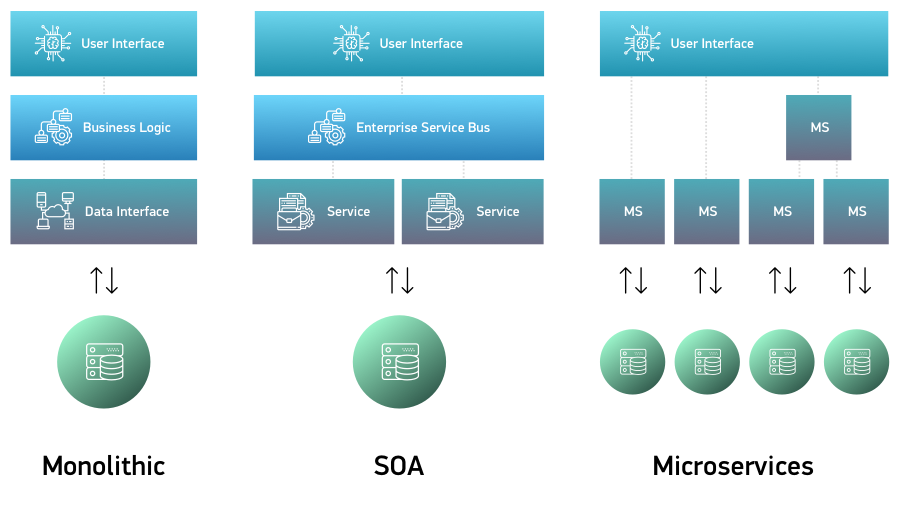 User Interface
Business Logic
Data Interface
Monolithic
User Interface
Enterprise Service Bus
Service
Service
SOA
User Interface
MS
MS
MS
MS
MS
Microservices